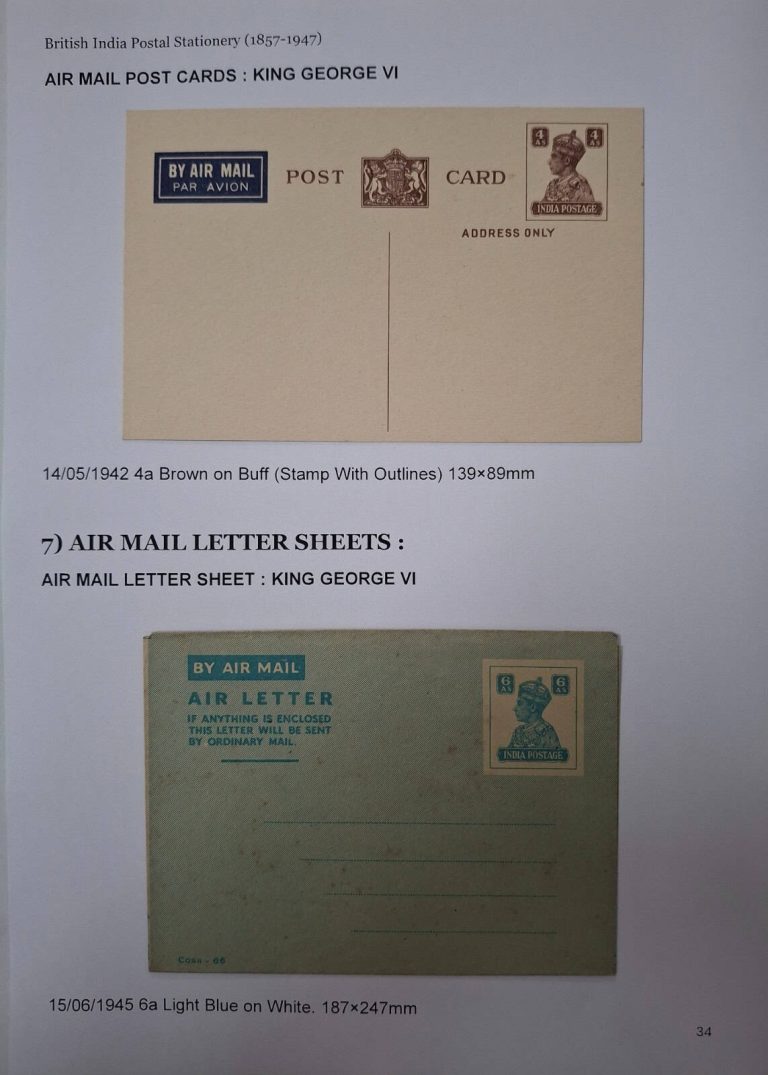 British India Postal Stationery (1857-1947)
AIR MAIL POST CARDS : KING GEORGE VI
BY AIR MAIL
PAR AVION
POST CARD
4 AS 4 AS
INDIA POSTAGE
ADDRESS ONLY
14/05/1942 4a Brown on Buff (Stamp With Outlines) 139×89mm
7) AIR MAIL LETTER SHEETS :
AIR MAIL LETTER SHEET : KING GEORGE VI
BY AIR MAIL
AIR LETTER
IF ANYTHING IS ENCLOSED
THIS LETTER WILL BE SENT
BY ORDINARY MAIL.
6 AS 6 AS
INDIA POSTAGE
15/06/1945 6a Light Blue on White. 187×247mm
34